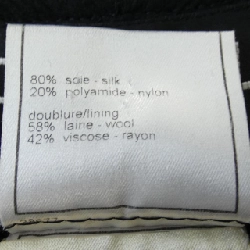 80% soie - silk
20% polyamide - nylon
doublure/lining
58% laine - wool
42% viscose - rayon